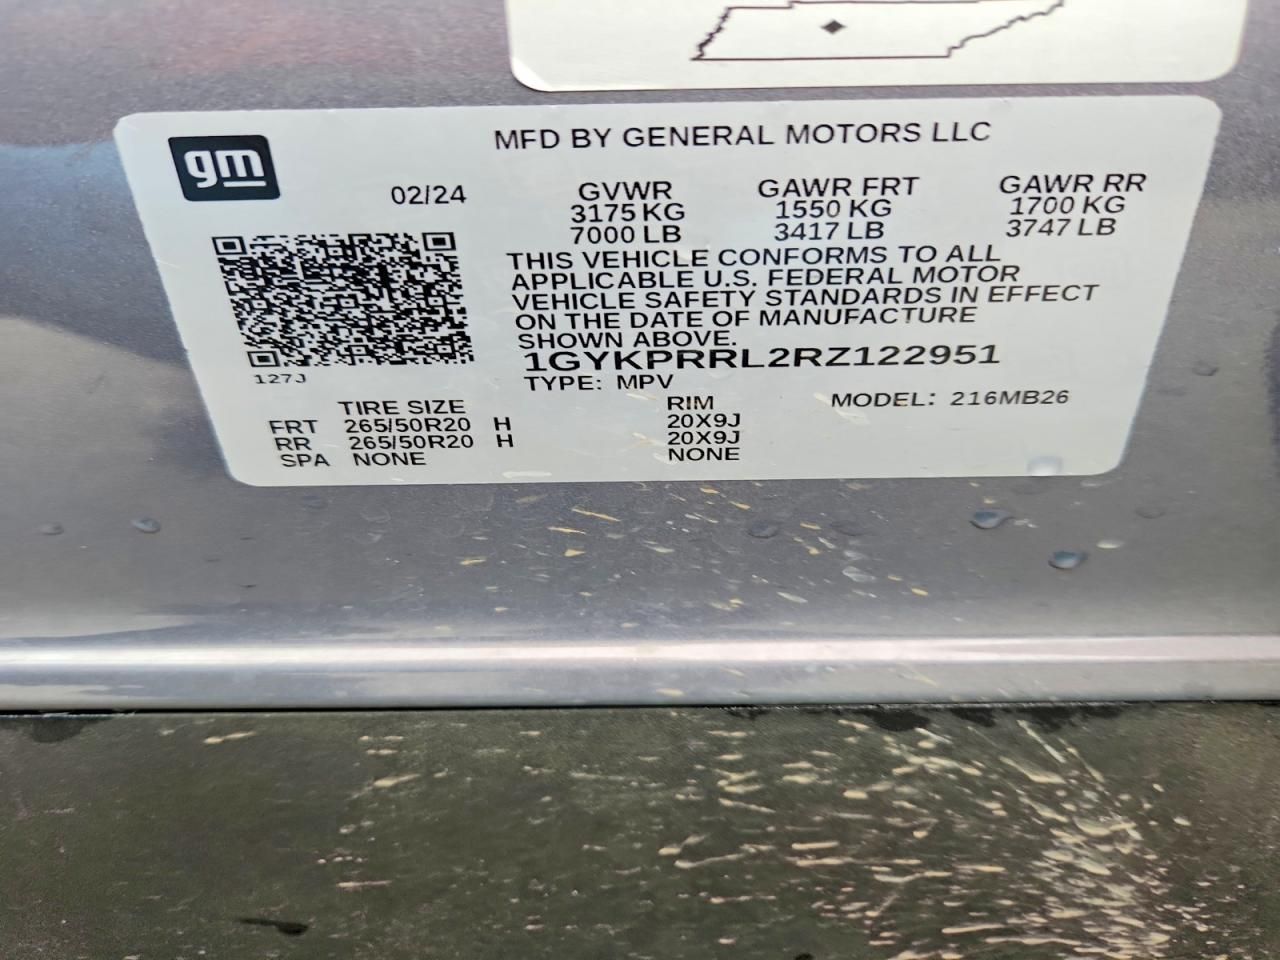 gm
MFD BY GENERAL MOTORS LLC
02/24 GVWR GAWR FRT GAWR RR
3175 KG 1550 KG 1700 KG
7000 LB 3417 LB 3747 LB
THIS VEHICLE CONFORMS TO ALL
APPLICABLE U.S. FEDERAL MOTOR
VEHICLE SAFETY STANDARDS IN EFFECT
ON THE DATE OF MANUFACTURE
SHOWN ABOVE.
1GYKPRRL2RZ122951
127J
TYPE: MPV
MODEL: 216MB26
TIRE SIZE RIM
FRT 265/50R20 H 20X9J
RR 265/50R20 H 20X9J
SPA NONE NONE